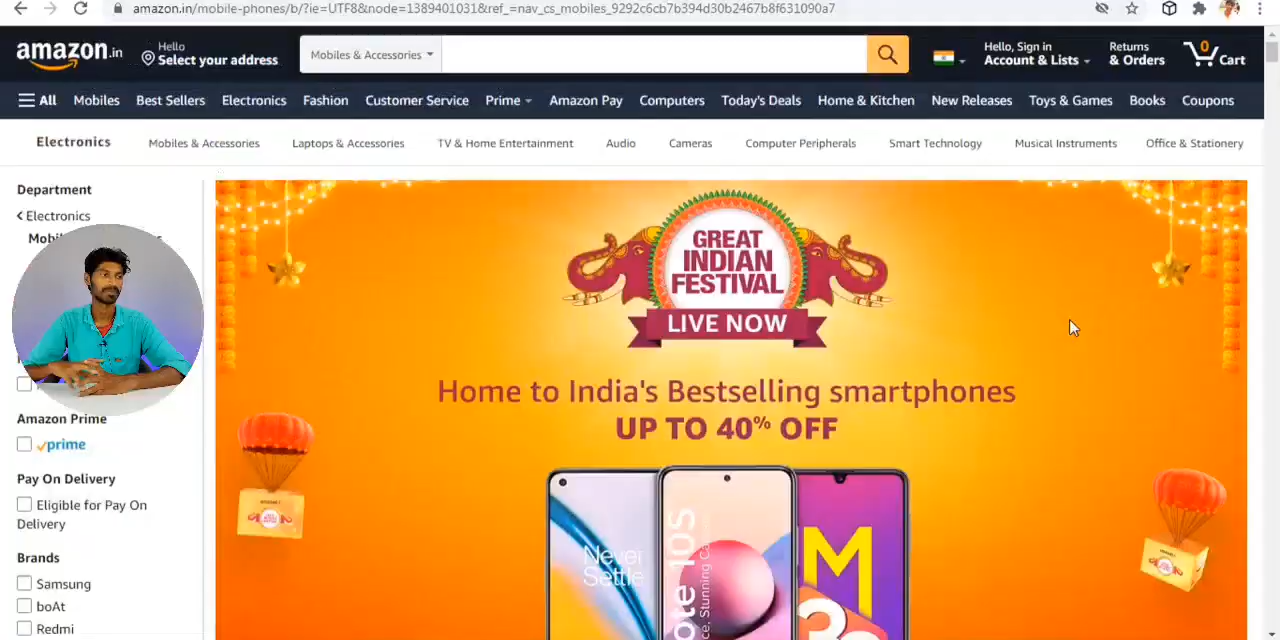 amazon.in/mobile-phones/b/?ie=UTF8&node=1389401031&ref_=nav_cs_mobiles_9292c6cb7b394d30b2467b8f631090a7
amazon.in
Hello
Select your address
Mobiles & Accessories
Hello, Sign in
Account & Lists
Returns
& Orders
0
Cart
All Mobiles Best Sellers Electronics Fashion Customer Service Prime Amazon Pay Computers Today's Deals Home & Kitchen New Releases Toys & Games Books Coupons
Electronics Mobiles & Accessories Laptops & Accessories TV & Home Entertainment Audio Cameras Computer Peripherals Smart Technology Musical Instruments Office & Stationery
Department
Electronics
Amazon Prime
prime
Pay On Delivery
Eligible for Pay On
Delivery
Brands
Samsung
boAt
Redmi
GREAT
INDIAN
FESTIVAL
LIVE NOW
Home to India's Bestselling smartphones
UP TO 40% OFF
Never
Settle
10S
M